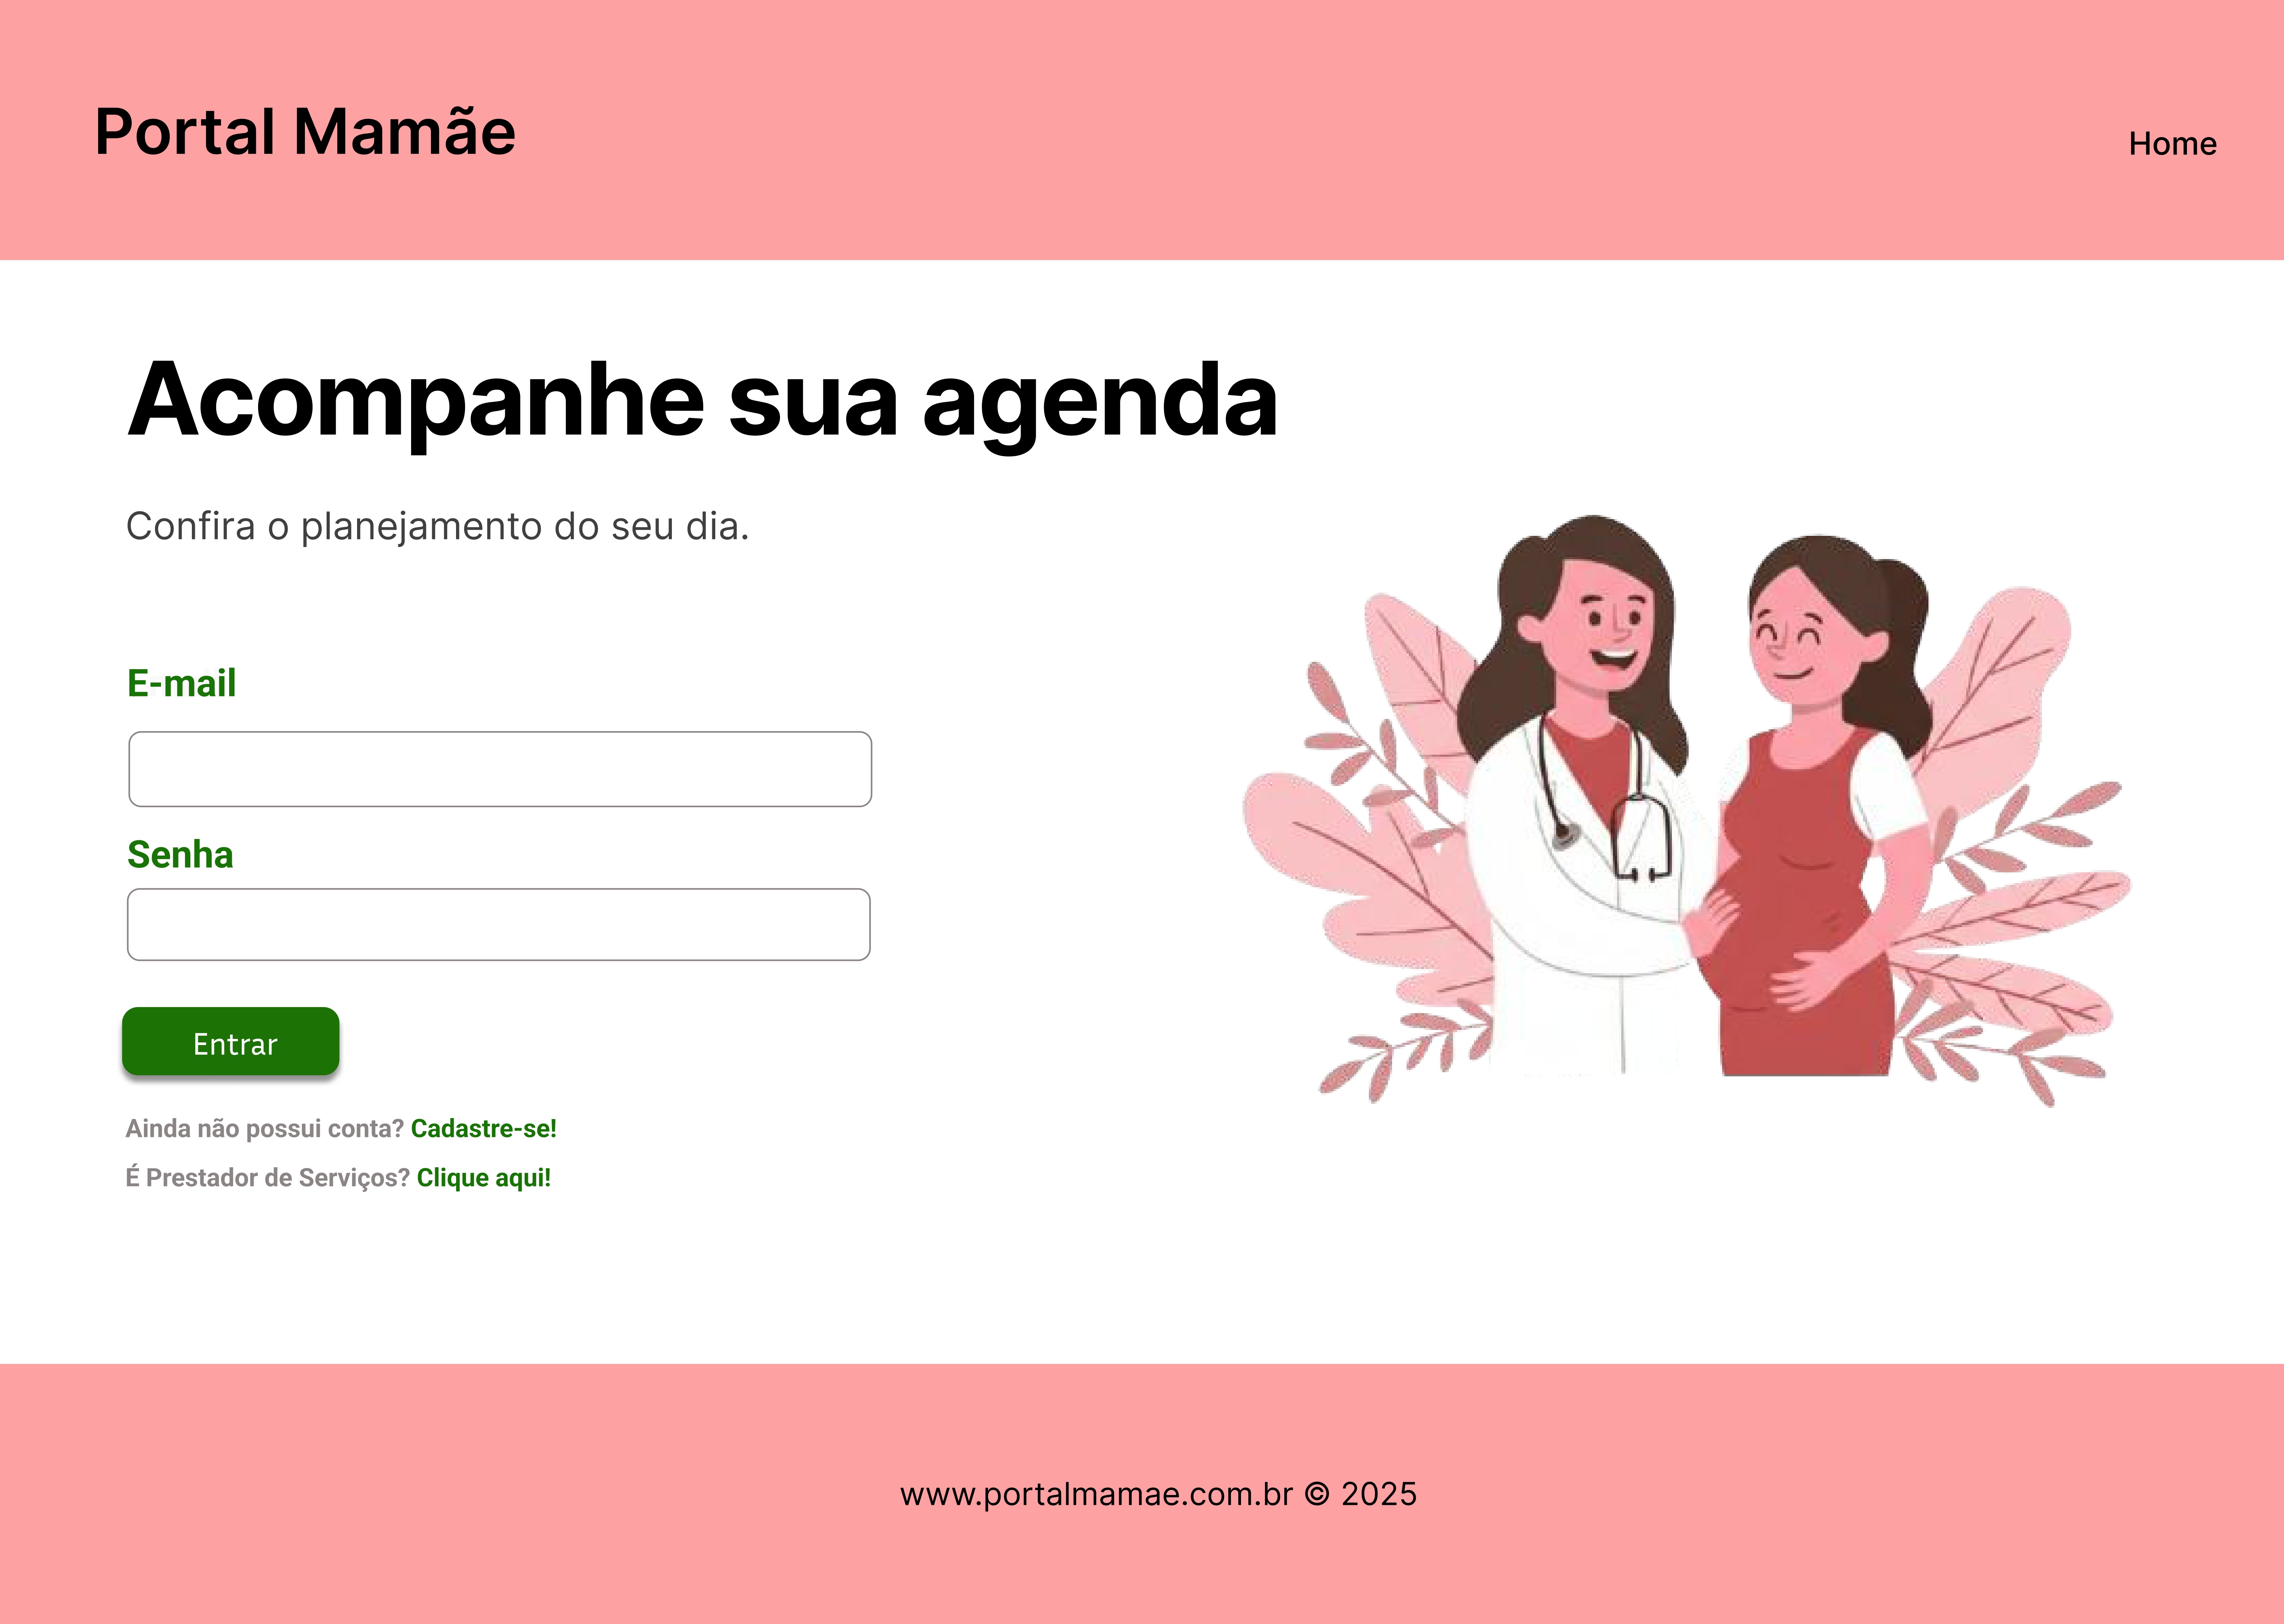 Portal Mamãe
Home
Acompanhe sua agenda
Confira o planejamento do seu dia.
E-mail
Senha
Entrar
Ainda não possui conta? Cadastre-se!
É Prestador de Serviços? Clique aqui!
www.portalmamae.com.br © 2025